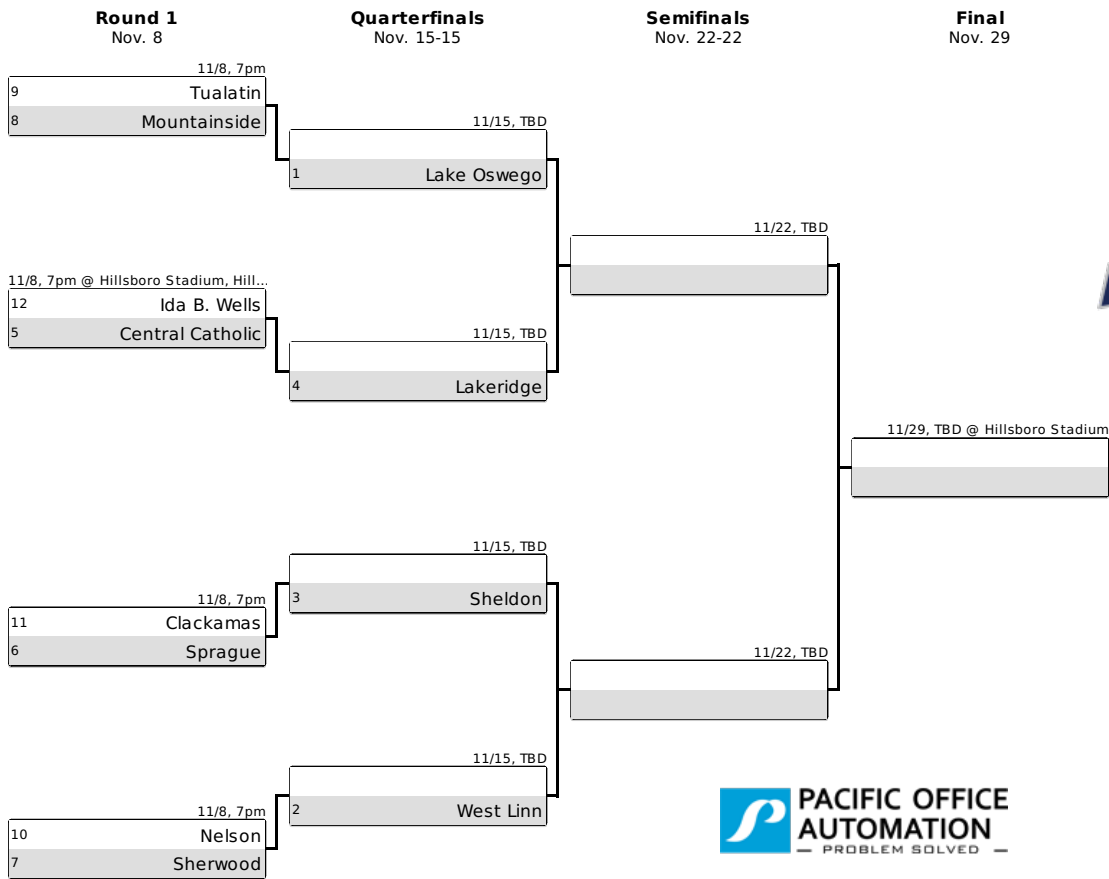 Round 1
Nov. 8
Quarterfinals
Nov. 15-15
Semifinals
Nov. 22-22
Final
Nov. 29
11/8, 7pm
9 Tualatin
8 Mountainside
11/15, TBD
1 Lake Oswego
11/22, TBD
11/8, 7pm @ Hillsboro Stadium, Hill...
12 Ida B. Wells
5 Central Catholic
11/15, TBD
4 Lakeridge
11/29, TBD @ Hillsboro Stadium
11/15, TBD
3 Sheldon
11/8, 7pm
11 Clackamas
6 Sprague
11/22, TBD
11/15, TBD
2 West Linn
11/8, 7pm
10 Nelson
7 Sherwood
PACIFIC OFFICE
AUTOMATION
— PROBLEM SOLVED —